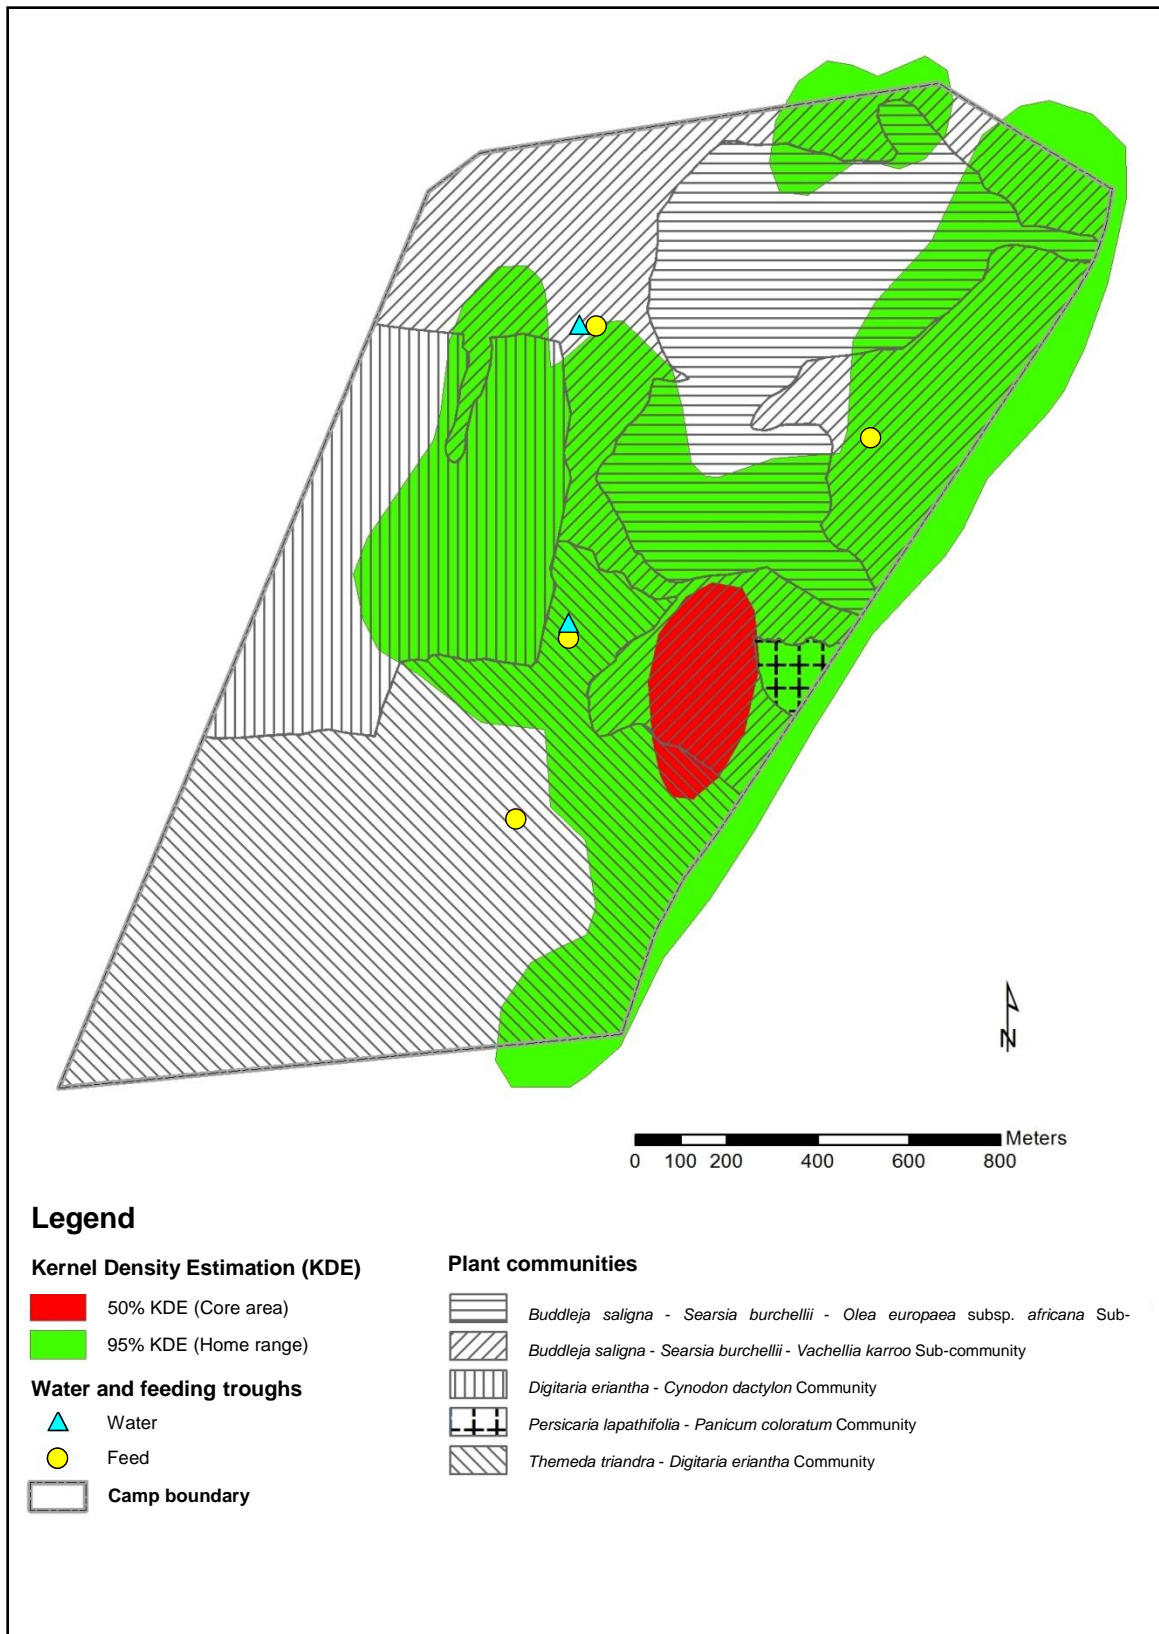 N
Meters
0 100 200 400 600 800
Legend
Kernel Density Estimation (KDE)
50% KDE (Core area)
95% KDE (Home range)
Water and feeding troughs
Water
Feed
Camp boundary
Plant communities
Buddleja saligna - Searsia burchellii - Olea europaea subsp. africana Sub-
Buddleja saligna - Searsia burchellii - Vachellia karroo Sub-community
Digitaria eriantha - Cynodon dactylon Community
Persicaria lapathifolia - Panicum coloratum Community
Themeda triandra - Digitaria eriantha Community